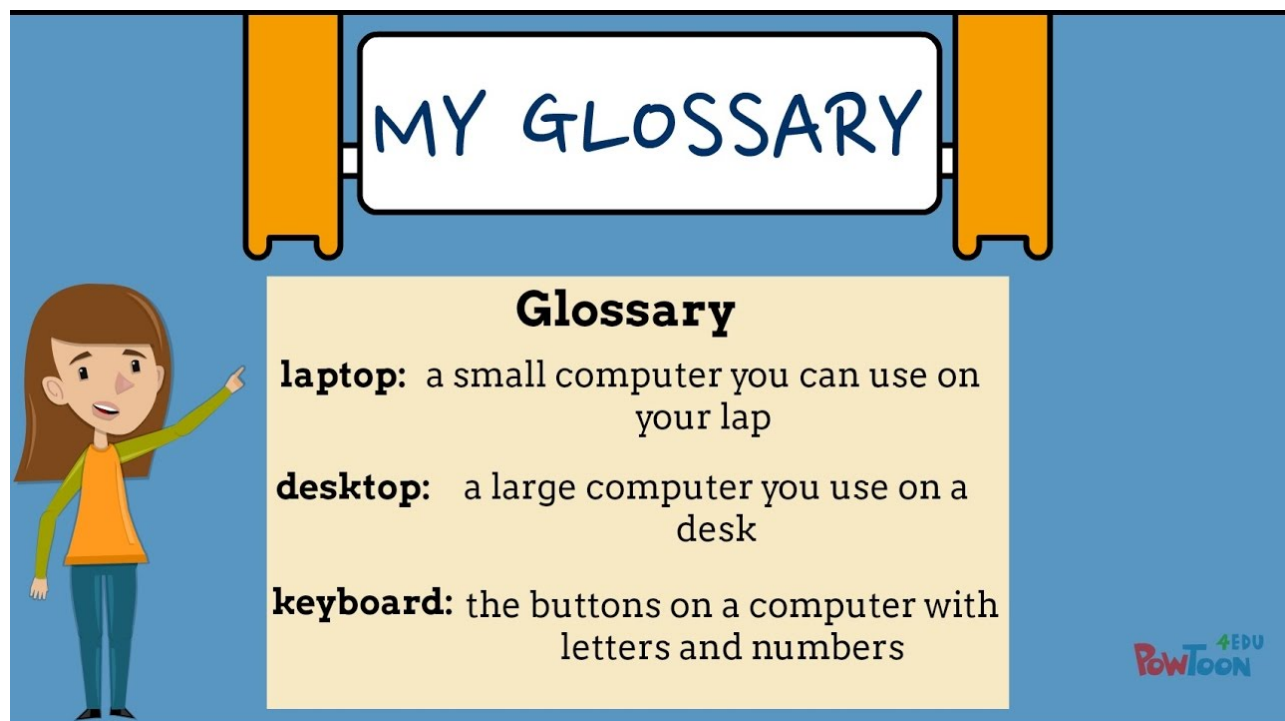 MY GLOSSARY
Glossary
laptop: a small computer you can use on
your lap
desktop: a large computer you use on a
desk
keyboard: the buttons on a computer with
letters and numbers
POWTOON 4EDU